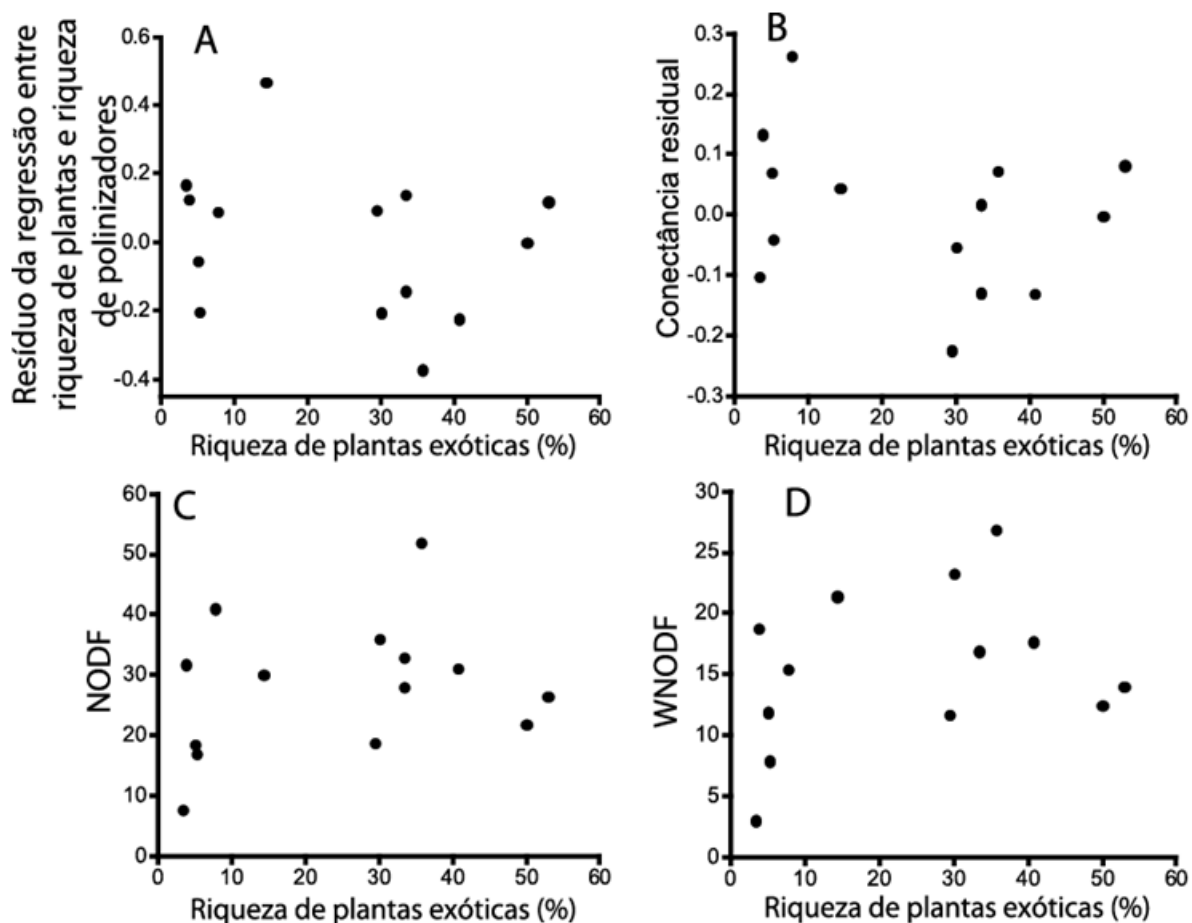 A
Resíduo da regressão entre
riqueza de plantas e riqueza
de polinizadores
0.6
0.4
0.2
0.0
-0.2
-0.4
0 10 20 30 40 50 60
Riqueza de plantas exóticas (%)
B
Conectância residual
0.3
0.2
0.1
0.0
-0.1
-0.2
-0.3
0 10 20 30 40 50 60
Riqueza de plantas exóticas (%)
C
NODF
60
50
40
30
20
10
0
0 10 20 30 40 50 60
Riqueza de plantas exóticas (%)
D
WNODF
30
25
20
15
10
5
0
0 10 20 30 40 50 60
Riqueza de plantas exóticas (%)